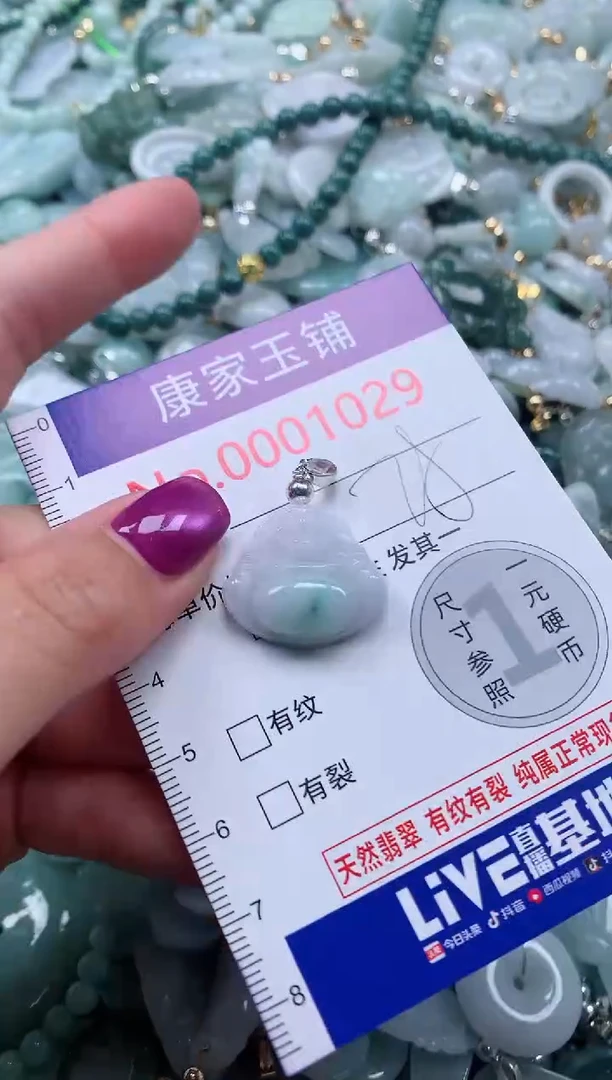 康家玉铺
No.0001029
发其一
单价
0
1
4
5
6
7
8
尺寸参照
1
一元硬币
有纹
有裂
天然翡翠 有纹有裂 纯属正常现
LIVE直播基地
今日头条 抖音 西瓜视频 抖